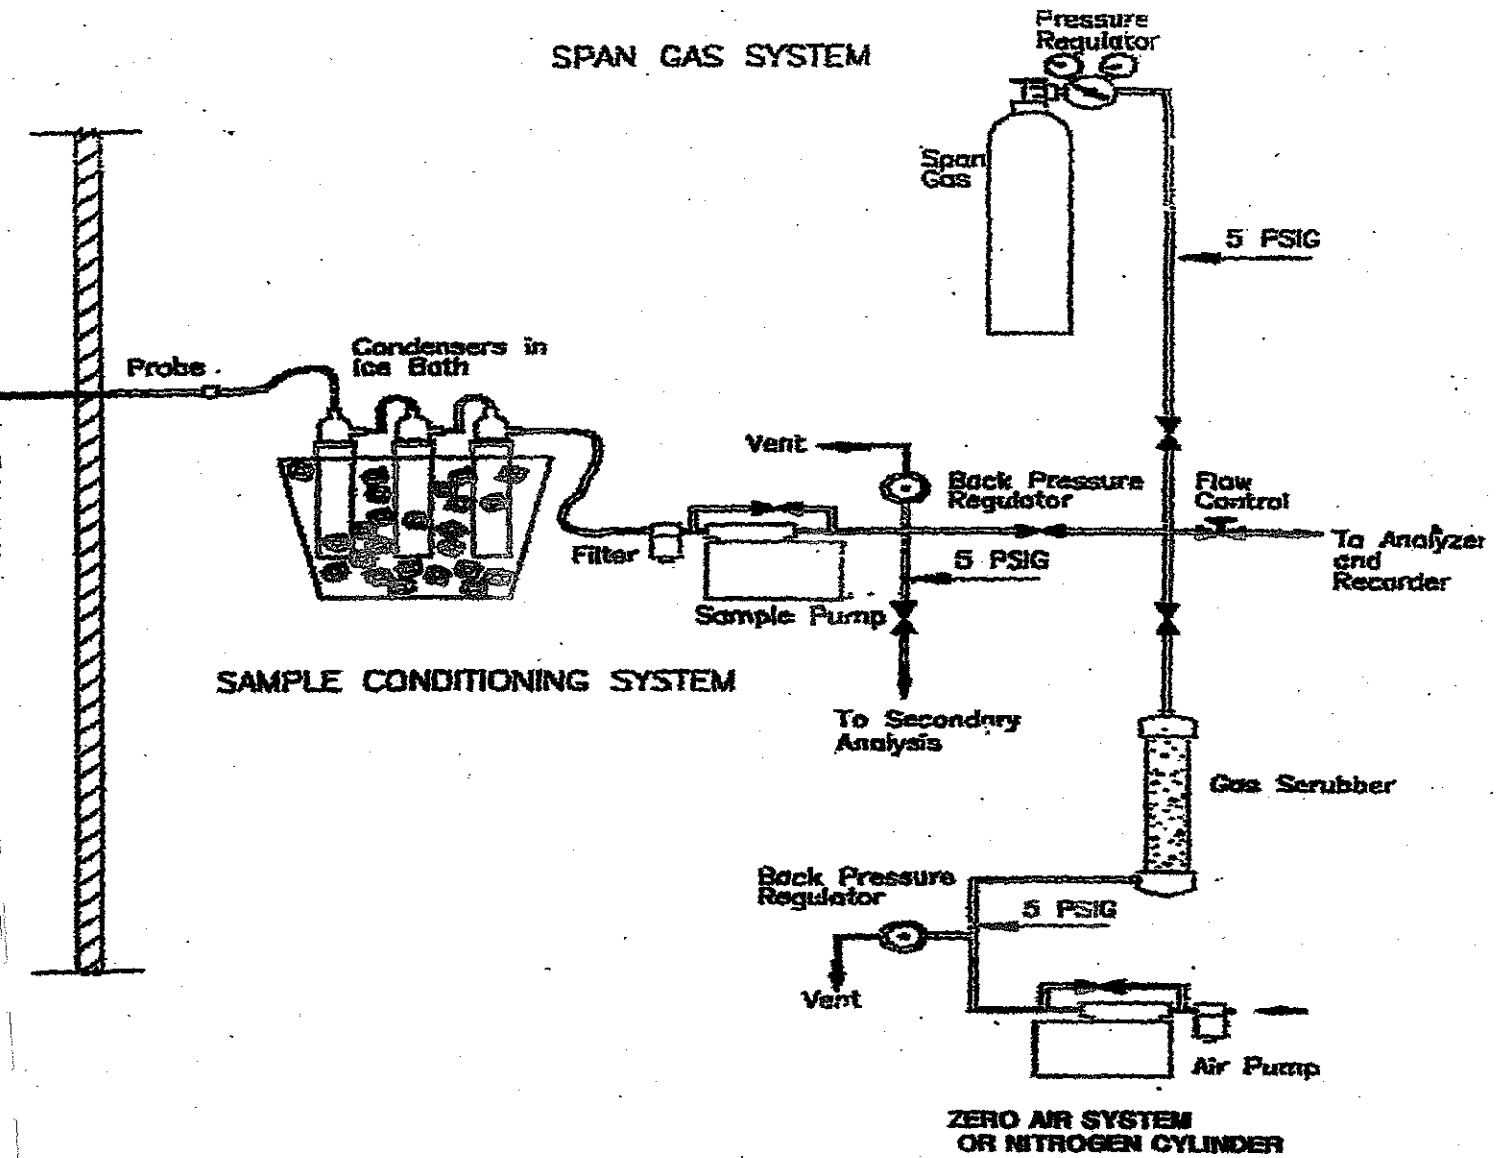 SPAN GAS SYSTEM
Pressure
Regulator
Span
Gas
5 PSIG
Probe
Condensers in
Ice Bath
Vent
Back Pressure
Regulator
Flow
Control
Filter
5 PSIG
To Analyzer
and
Recorder
Sample Pump
SAMPLE CONDITIONING SYSTEM
To Secondary
Analysis
Gas Scrubber
Back Pressure
Regulator
5 PSIG
Vent
Air Pump
ZERO AIR SYSTEM
OR NITROGEN CYLINDER